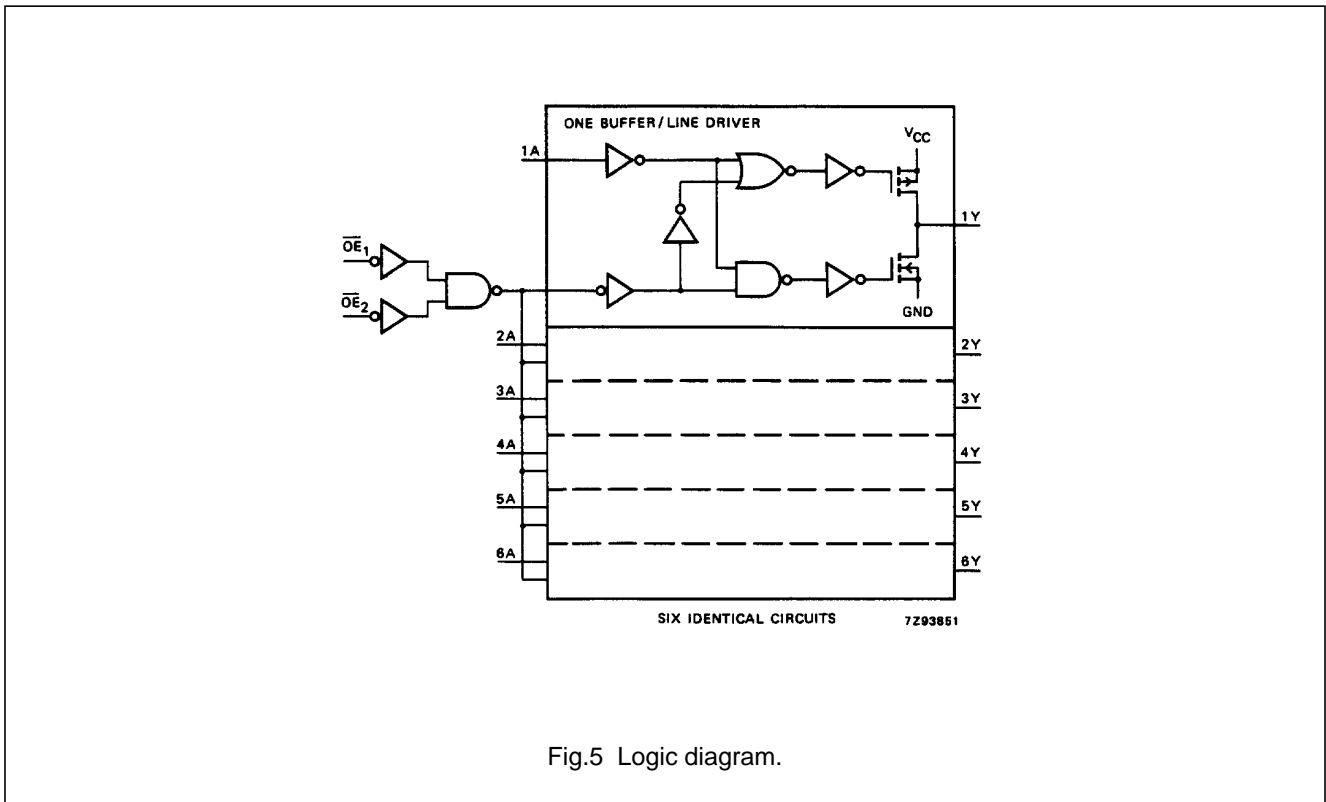 ONE BUFFER/LINE DRIVER
VCC
1A
1Y
OE1
OE2
GND
2A
2Y
3A
3Y
4A
4Y
5A
5Y
6A
6Y
SIX IDENTICAL CIRCUITS
7Z93851
Fig.5 Logic diagram.